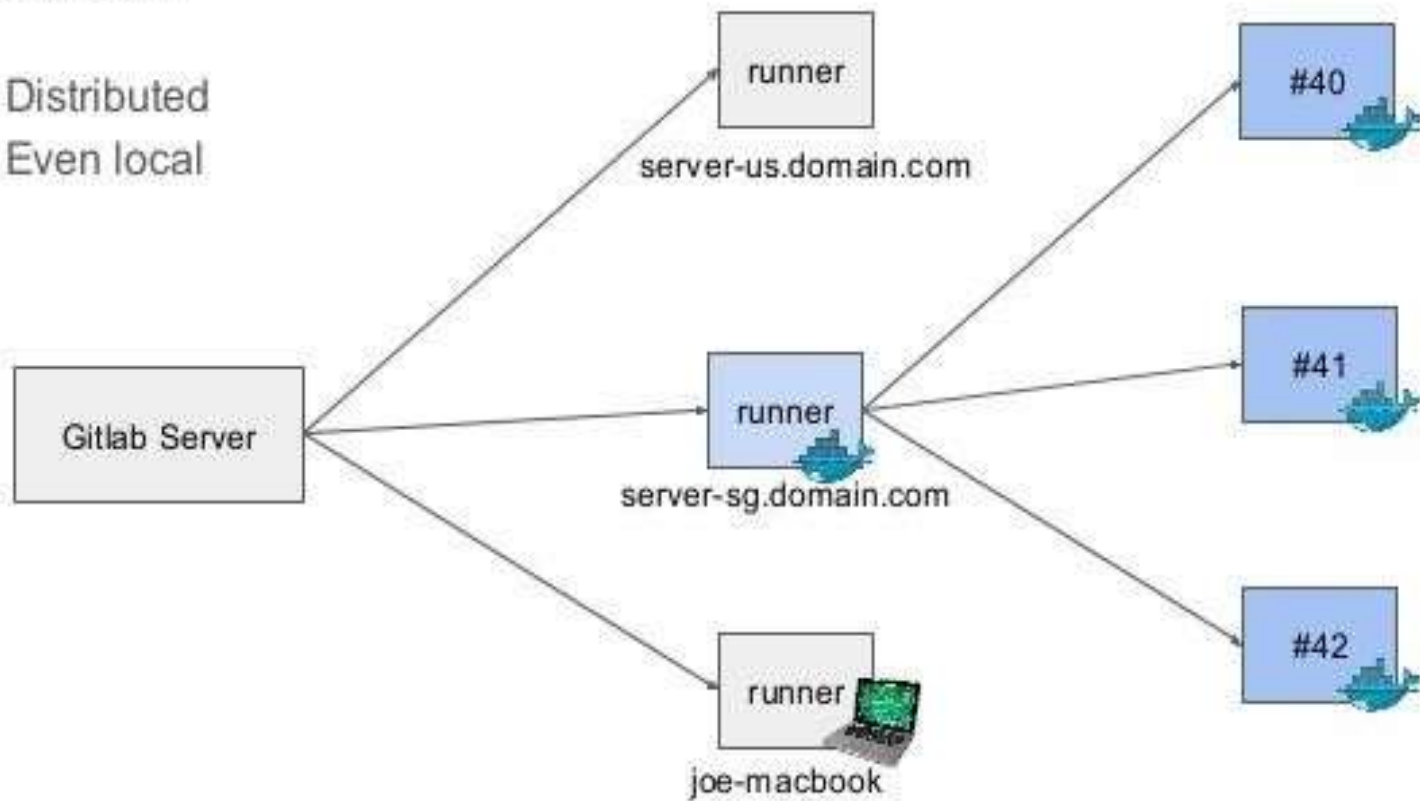 Distributed
Even local
runner
server-us.domain.com
#40
Gitlab Server
runner
server-sg.domain.com
#41
runner
joe-macbook
#42